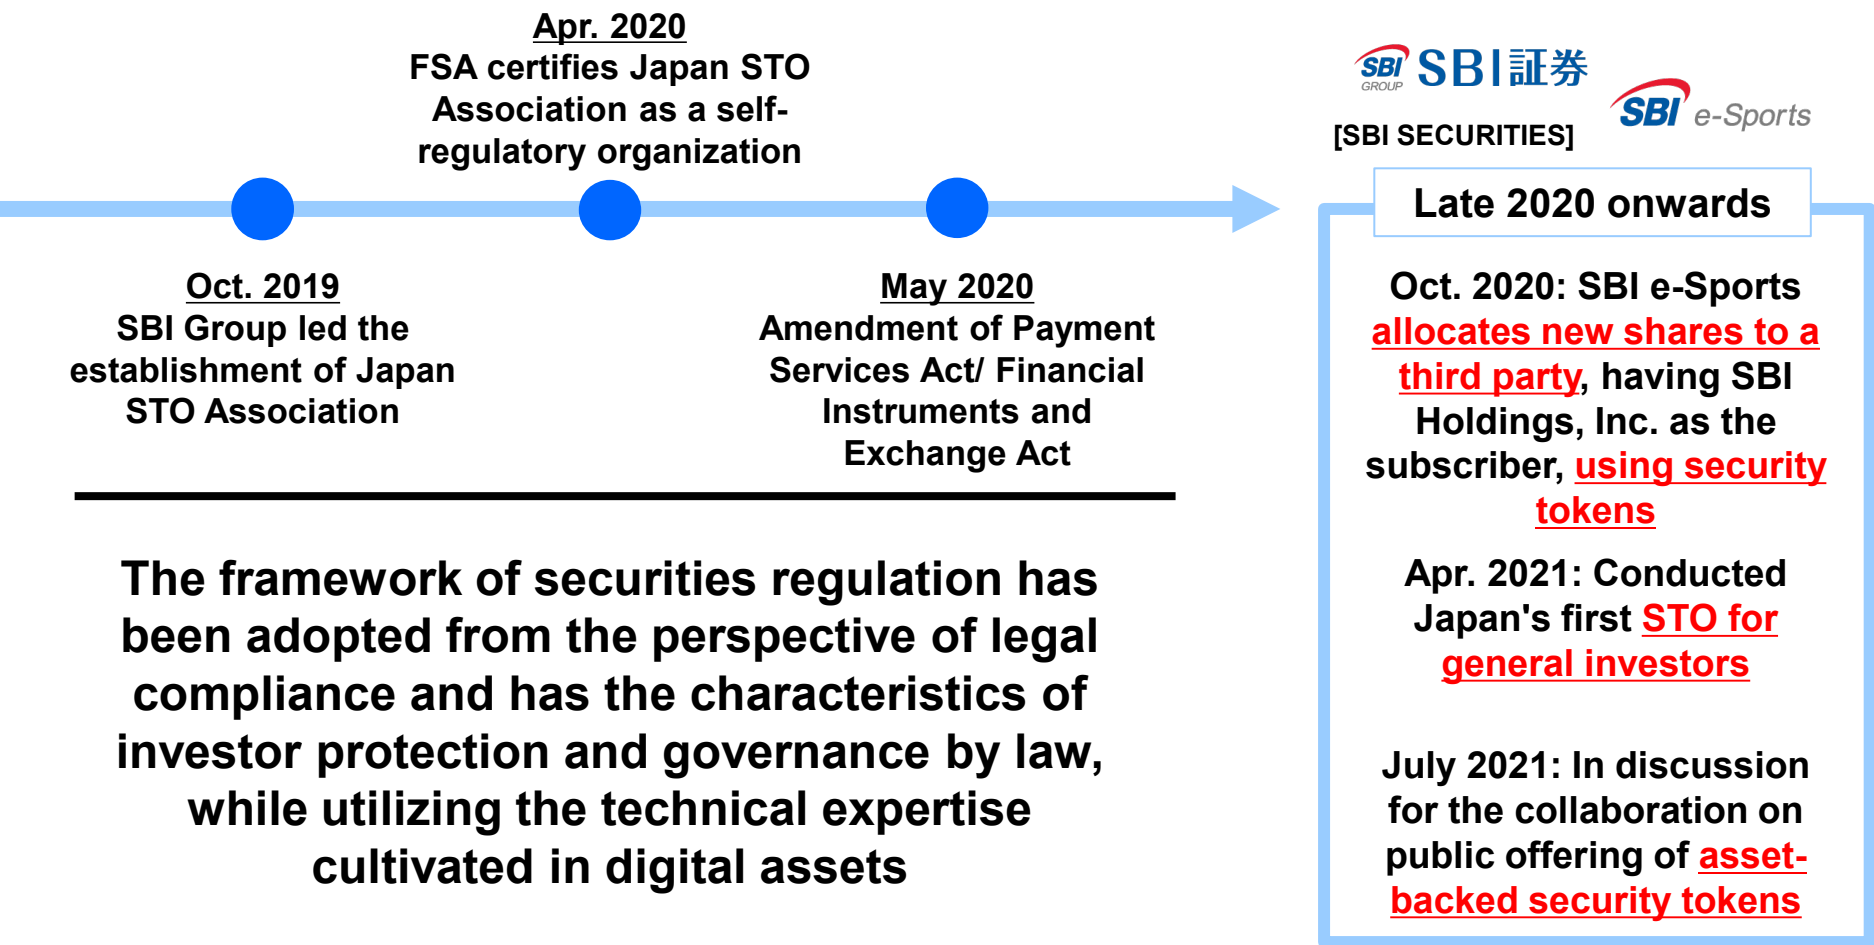 Apr. 2020
FSA certifies Japan STO
Association as a self-
regulatory organization
Oct. 2019
SBI Group led the
establishment of Japan
STO Association
May 2020
Amendment of Payment
Services Act/ Financial
Instruments and
Exchange Act
The framework of securities regulation has
been adopted from the perspective of legal
compliance and has the characteristics of
investor protection and governance by law,
while utilizing the technical expertise
cultivated in digital assets
SBI GROUP SBI証券
SBI e-Sports
[SBI SECURITIES]
Late 2020 onwards
Oct. 2020: SBI e-Sports
allocates new shares to a
third party, having SBI
Holdings, Inc. as the
subscriber, using security
tokens
Apr. 2021: Conducted
Japan's first STO for
general investors
July 2021: In discussion
for the collaboration on
public offering of asset-
backed security tokens